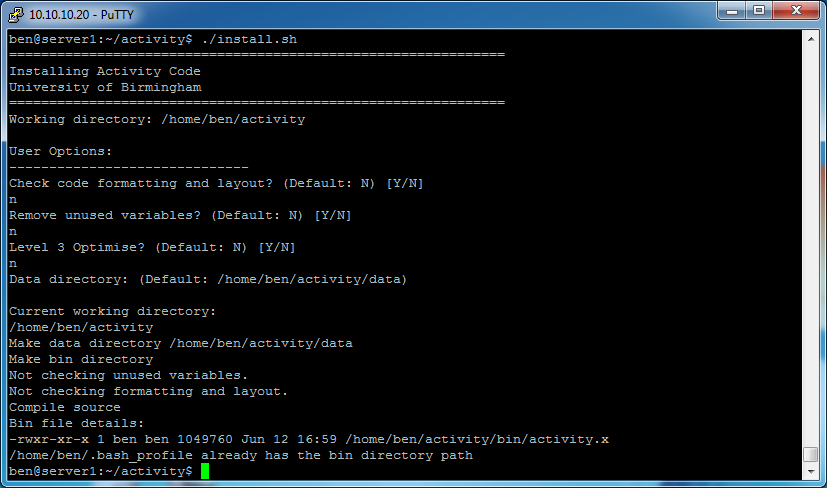 10.10.10.20 - PuTTY
ben@server1:~/activity$ ./install.sh
==============================================================
Installing Activity Code
University of Birmingham
==============================================================
Working directory: /home/ben/activity
User Options:
------------------------------
Check code formatting and layout? (Default: N) [Y/N]
n
Remove unused variables? (Default: N) [Y/N]
n
Level 3 Optimise? (Default: N) [Y/N]
n
Data directory: (Default: /home/ben/activity/data)
Current working directory:
/home/ben/activity
Make data directory /home/ben/activity/data
Make bin directory
Not checking unused variables.
Not checking formatting and layout.
Compile source
Bin file details:
-rwxr-xr-x 1 ben ben 1049760 Jun 12 16:59 /home/ben/activity/bin/activity.x
/home/ben/.bash_profile already has the bin directory path
ben@server1:~/activity$